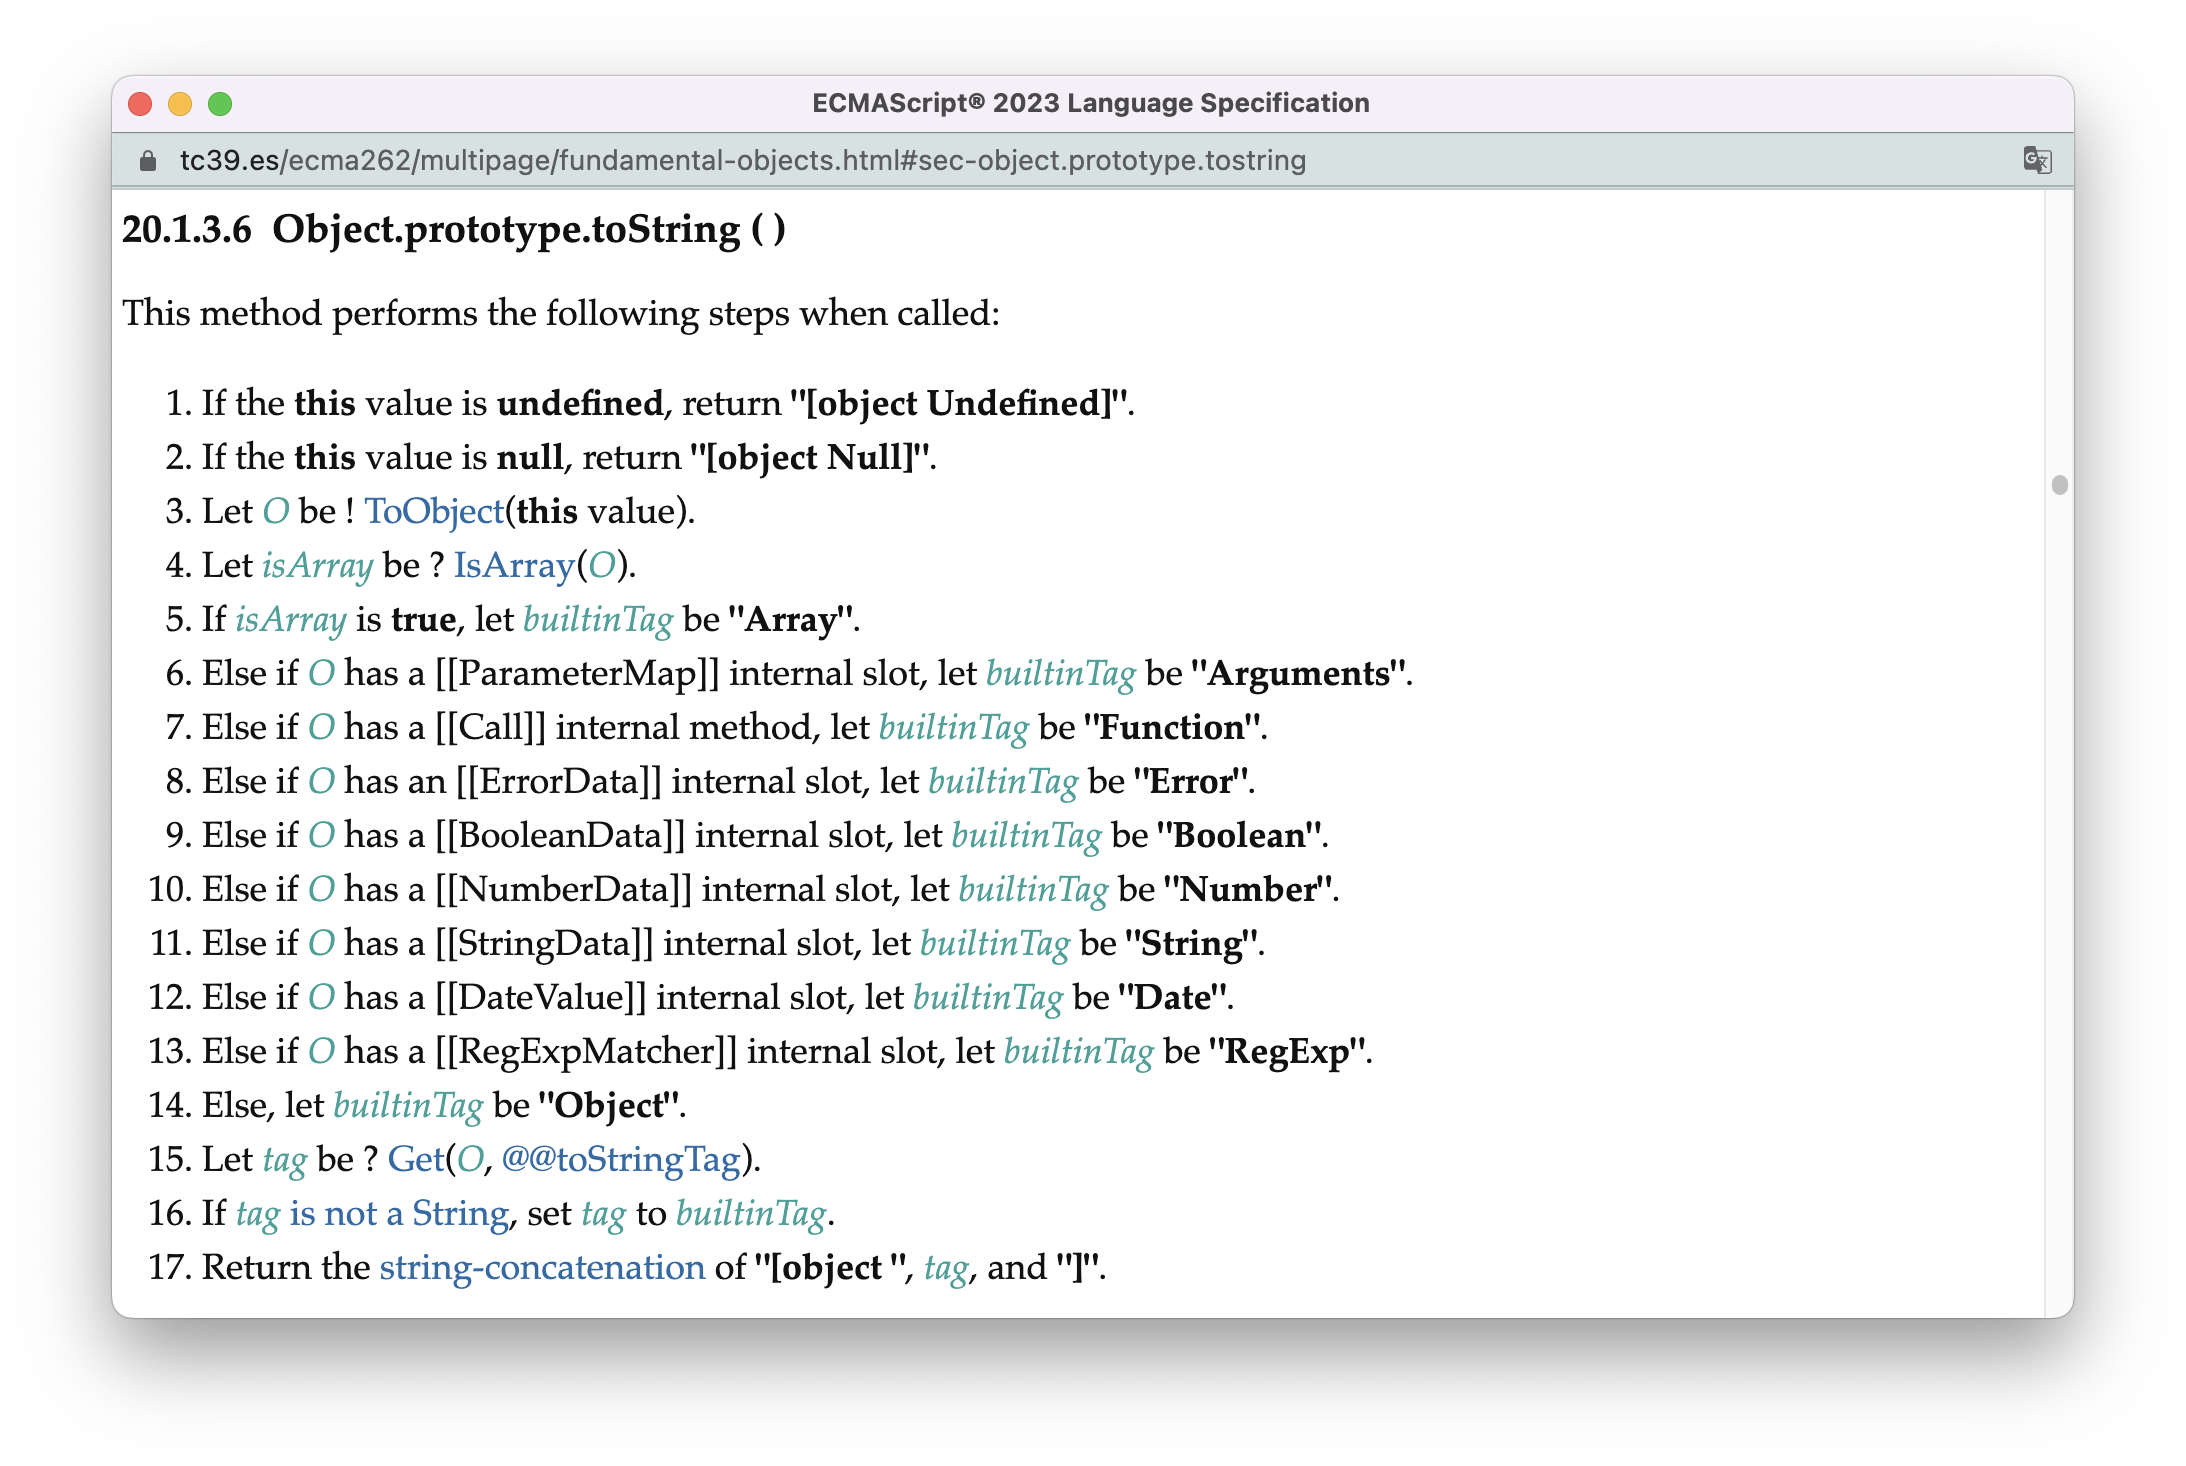 ECMAScript® 2023 Language Specification
tc39.es/ecma262/multipage/fundamental-objects.html#sec-object.prototype.tostring
20.1.3.6 Object.prototype.toString ( )
This method performs the following steps when called:
1. If the this value is undefined, return "[object Undefined]".
2. If the this value is null, return "[object Null]".
3. Let O be ! ToObject(this value).
4. Let isArray be ? IsArray(O).
5. If isArray is true, let builtinTag be "Array".
6. Else if O has a [[ParameterMap]] internal slot, let builtinTag be "Arguments".
7. Else if O has a [[Call]] internal method, let builtinTag be "Function".
8. Else if O has an [[ErrorData]] internal slot, let builtinTag be "Error".
9. Else if O has a [[BooleanData]] internal slot, let builtinTag be "Boolean".
10. Else if O has a [[NumberData]] internal slot, let builtinTag be "Number".
11. Else if O has a [[StringData]] internal slot, let builtinTag be "String".
12. Else if O has a [[DateValue]] internal slot, let builtinTag be "Date".
13. Else if O has a [[RegExpMatcher]] internal slot, let builtinTag be "RegExp".
14. Else, let builtinTag be "Object".
15. Let tag be ? Get(O, @@toStringTag).
16. If tag is not a String, set tag to builtinTag.
17. Return the string-concatenation of "[object ", tag, and "]".